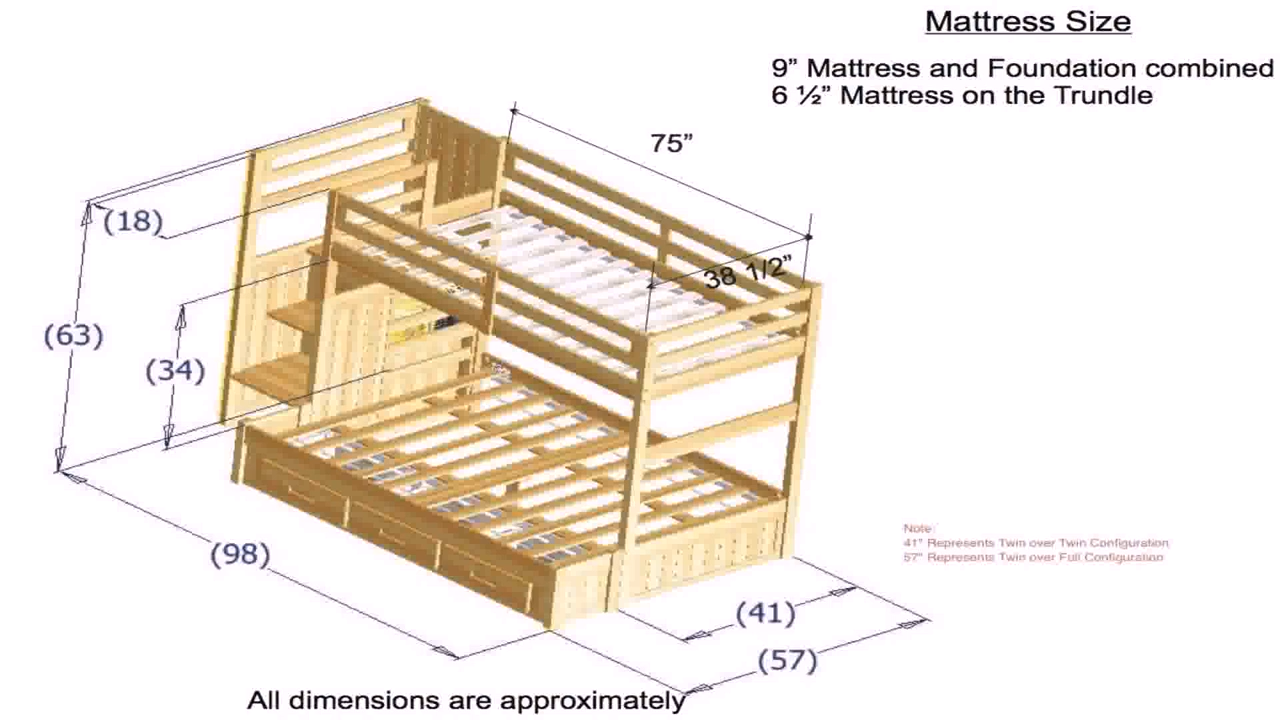 Mattress Size
9” Mattress and Foundation combined
6 ½” Mattress on the Trundle
75”
38 1/2”
(18)
(63)
(34)
(98)
(41)
(57)
Note:
41" Represents Twin over Twin Configuration
57" Represents Twin over Full Configuration
All dimensions are approximately